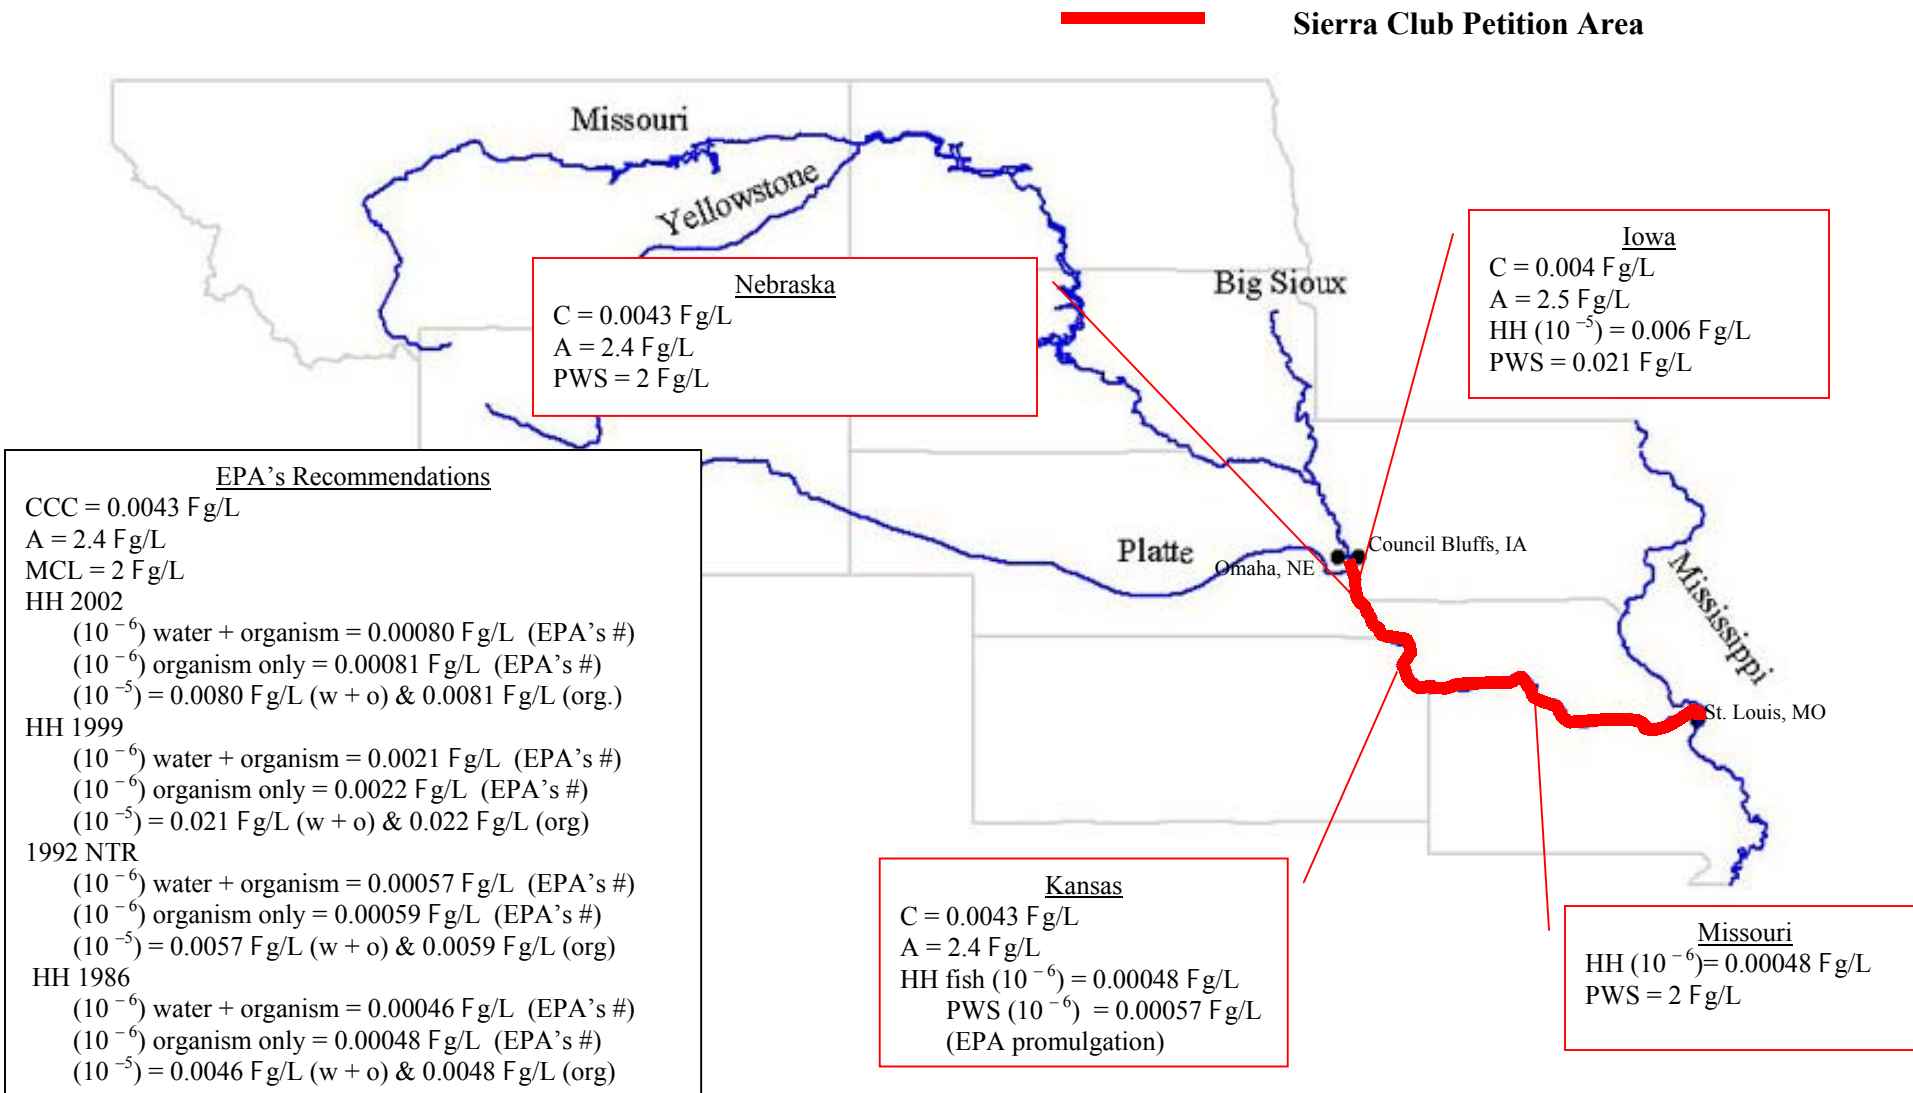 Sierra Club Petition Area
Missouri
Yellowstone
Big Sioux
Platte
Mississippi
Omaha, NE
Council Bluffs, IA
St. Louis, MO
Nebraska
C = 0.0043 Fg/L
A = 2.4 Fg/L
PWS = 2 Fg/L
Iowa
C = 0.004 Fg/L
A = 2.5 Fg/L
HH (10⁻⁵) = 0.006 Fg/L
PWS = 0.021 Fg/L
EPA’s Recommendations
CCC = 0.0043 Fg/L
A = 2.4 Fg/L
MCL = 2 Fg/L
HH 2002
(10⁻⁶) water + organism = 0.00080 Fg/L (EPA’s #)
(10⁻⁶) organism only = 0.00081 Fg/L (EPA’s #)
(10⁻⁵) = 0.0080 Fg/L (w + o) & 0.0081 Fg/L (org.)
HH 1999
(10⁻⁶) water + organism = 0.0021 Fg/L (EPA’s #)
(10⁻⁶) organism only = 0.0022 Fg/L (EPA’s #)
(10⁻⁵) = 0.021 Fg/L (w + o) & 0.022 Fg/L (org)
1992 NTR
(10⁻⁶) water + organism = 0.00057 Fg/L (EPA’s #)
(10⁻⁶) organism only = 0.00059 Fg/L (EPA’s #)
(10⁻⁵) = 0.0057 Fg/L (w + o) & 0.0059 Fg/L (org)
HH 1986
(10⁻⁶) water + organism = 0.00046 Fg/L (EPA’s #)
(10⁻⁶) organism only = 0.00048 Fg/L (EPA’s #)
(10⁻⁵) = 0.0046 Fg/L (w + o) & 0.0048 Fg/L (org)
Kansas
C = 0.0043 Fg/L
A = 2.4 Fg/L
HH fish (10⁻⁶) = 0.00048 Fg/L
PWS (10⁻⁶) = 0.00057 Fg/L
(EPA promulgation)
Missouri
HH (10⁻⁶)= 0.00048 Fg/L
PWS = 2 Fg/L